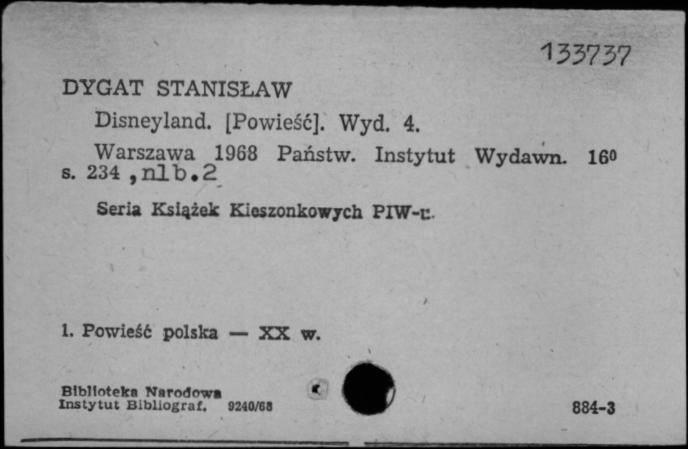 133737
DYGAT STANISŁAW
Disneyland. [Powieść]. Wyd. 4.
Warszawa 1968 Państw. Instytut Wydawn. 16⁰
s. 234 , nlb.2
Seria Książek Kieszonkowych PIW-u.
1. Powieść polska — XX w.
Biblioteka Narodowa
Instytut Bibliograf. 9240/68
K
884-3